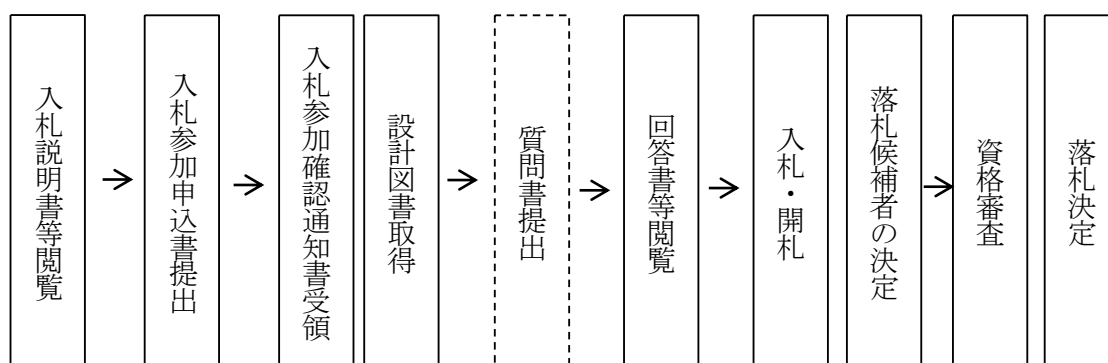 入札説明書等閲覧
入札参加申込書提出
入札参加確認通知書受領
設計図書取得
質問書提出
回答書等閲覧
入札・開札
落札候補者の決定
資格審査
落札決定